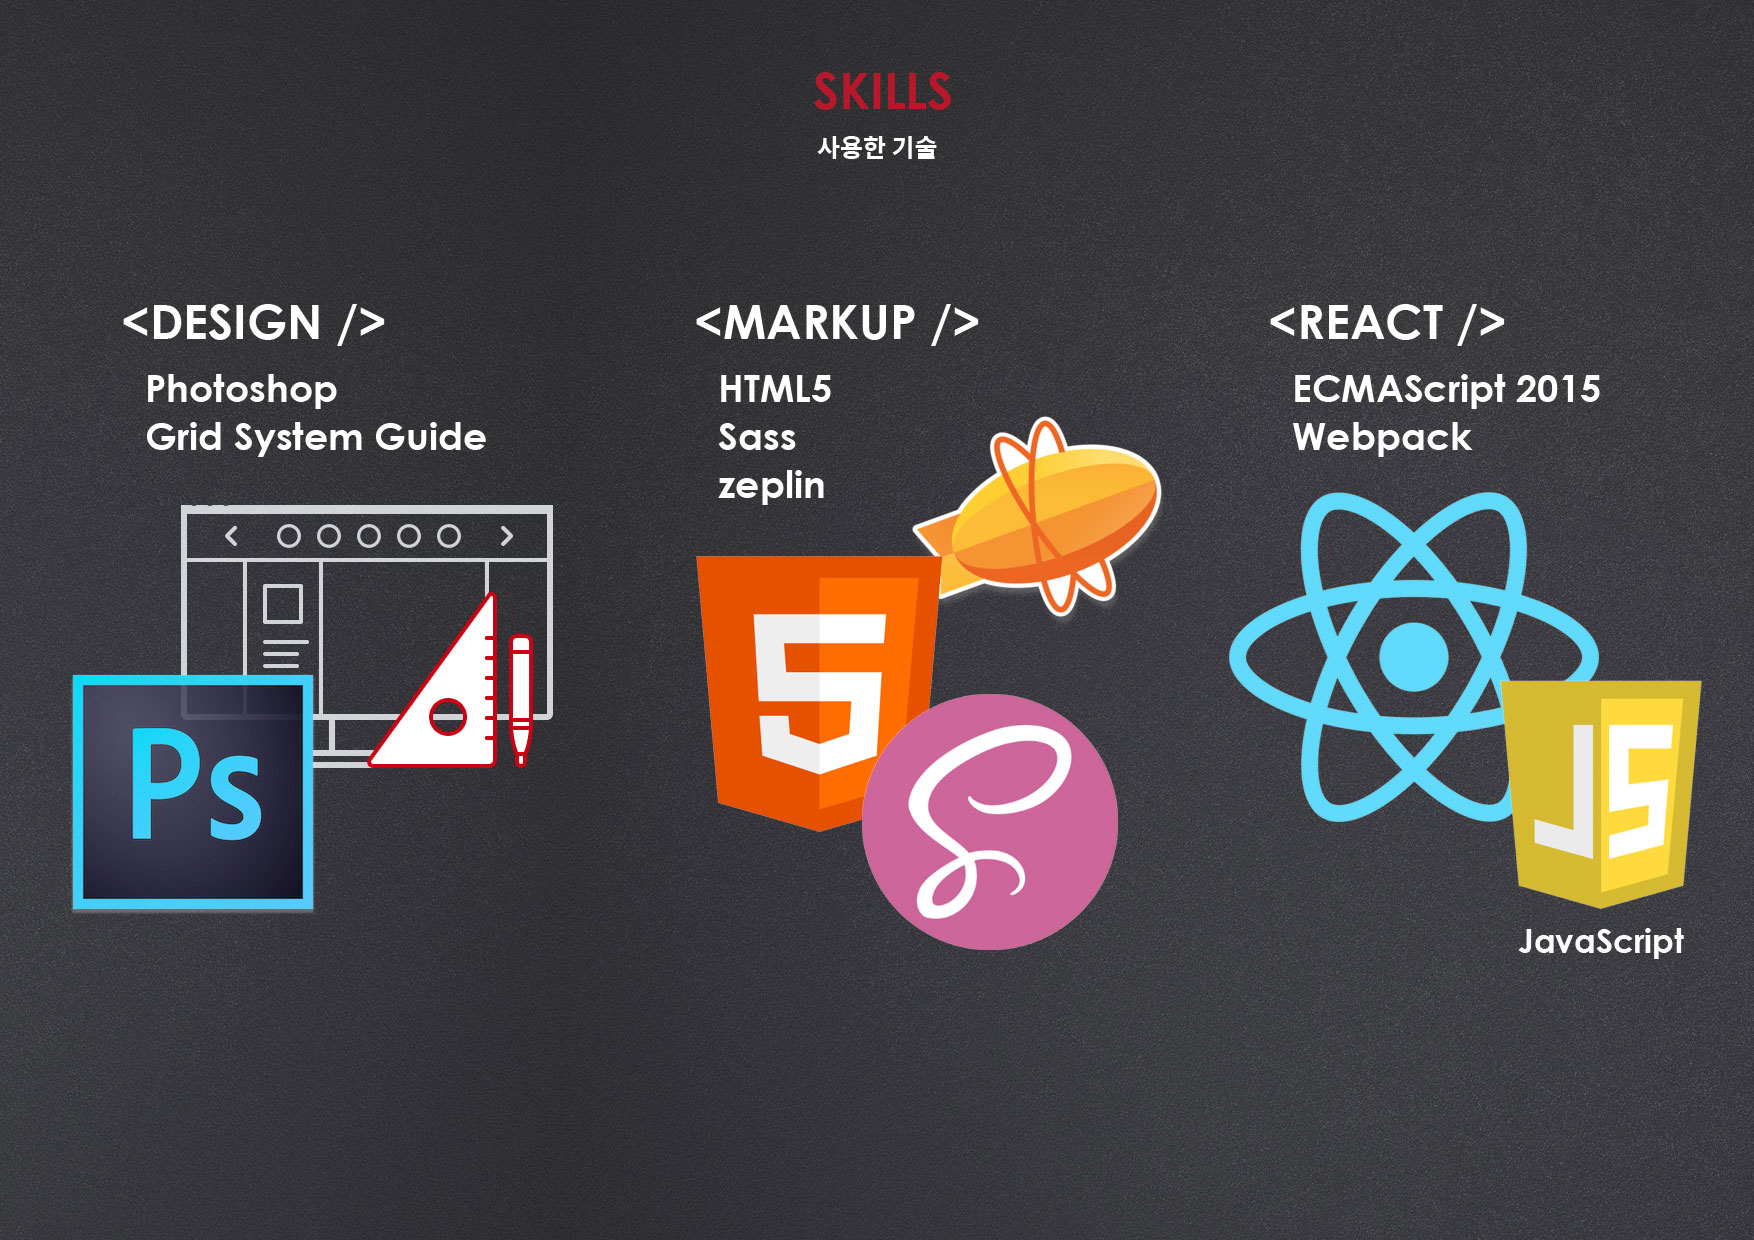 SKILLS
사용한 기술
<DESIGN />
Photoshop
Grid System Guide
Ps
<MARKUP />
HTML5
Sass
zeplin
5
S
<REACT />
ECMAScript 2015
Webpack
JS
JavaScript